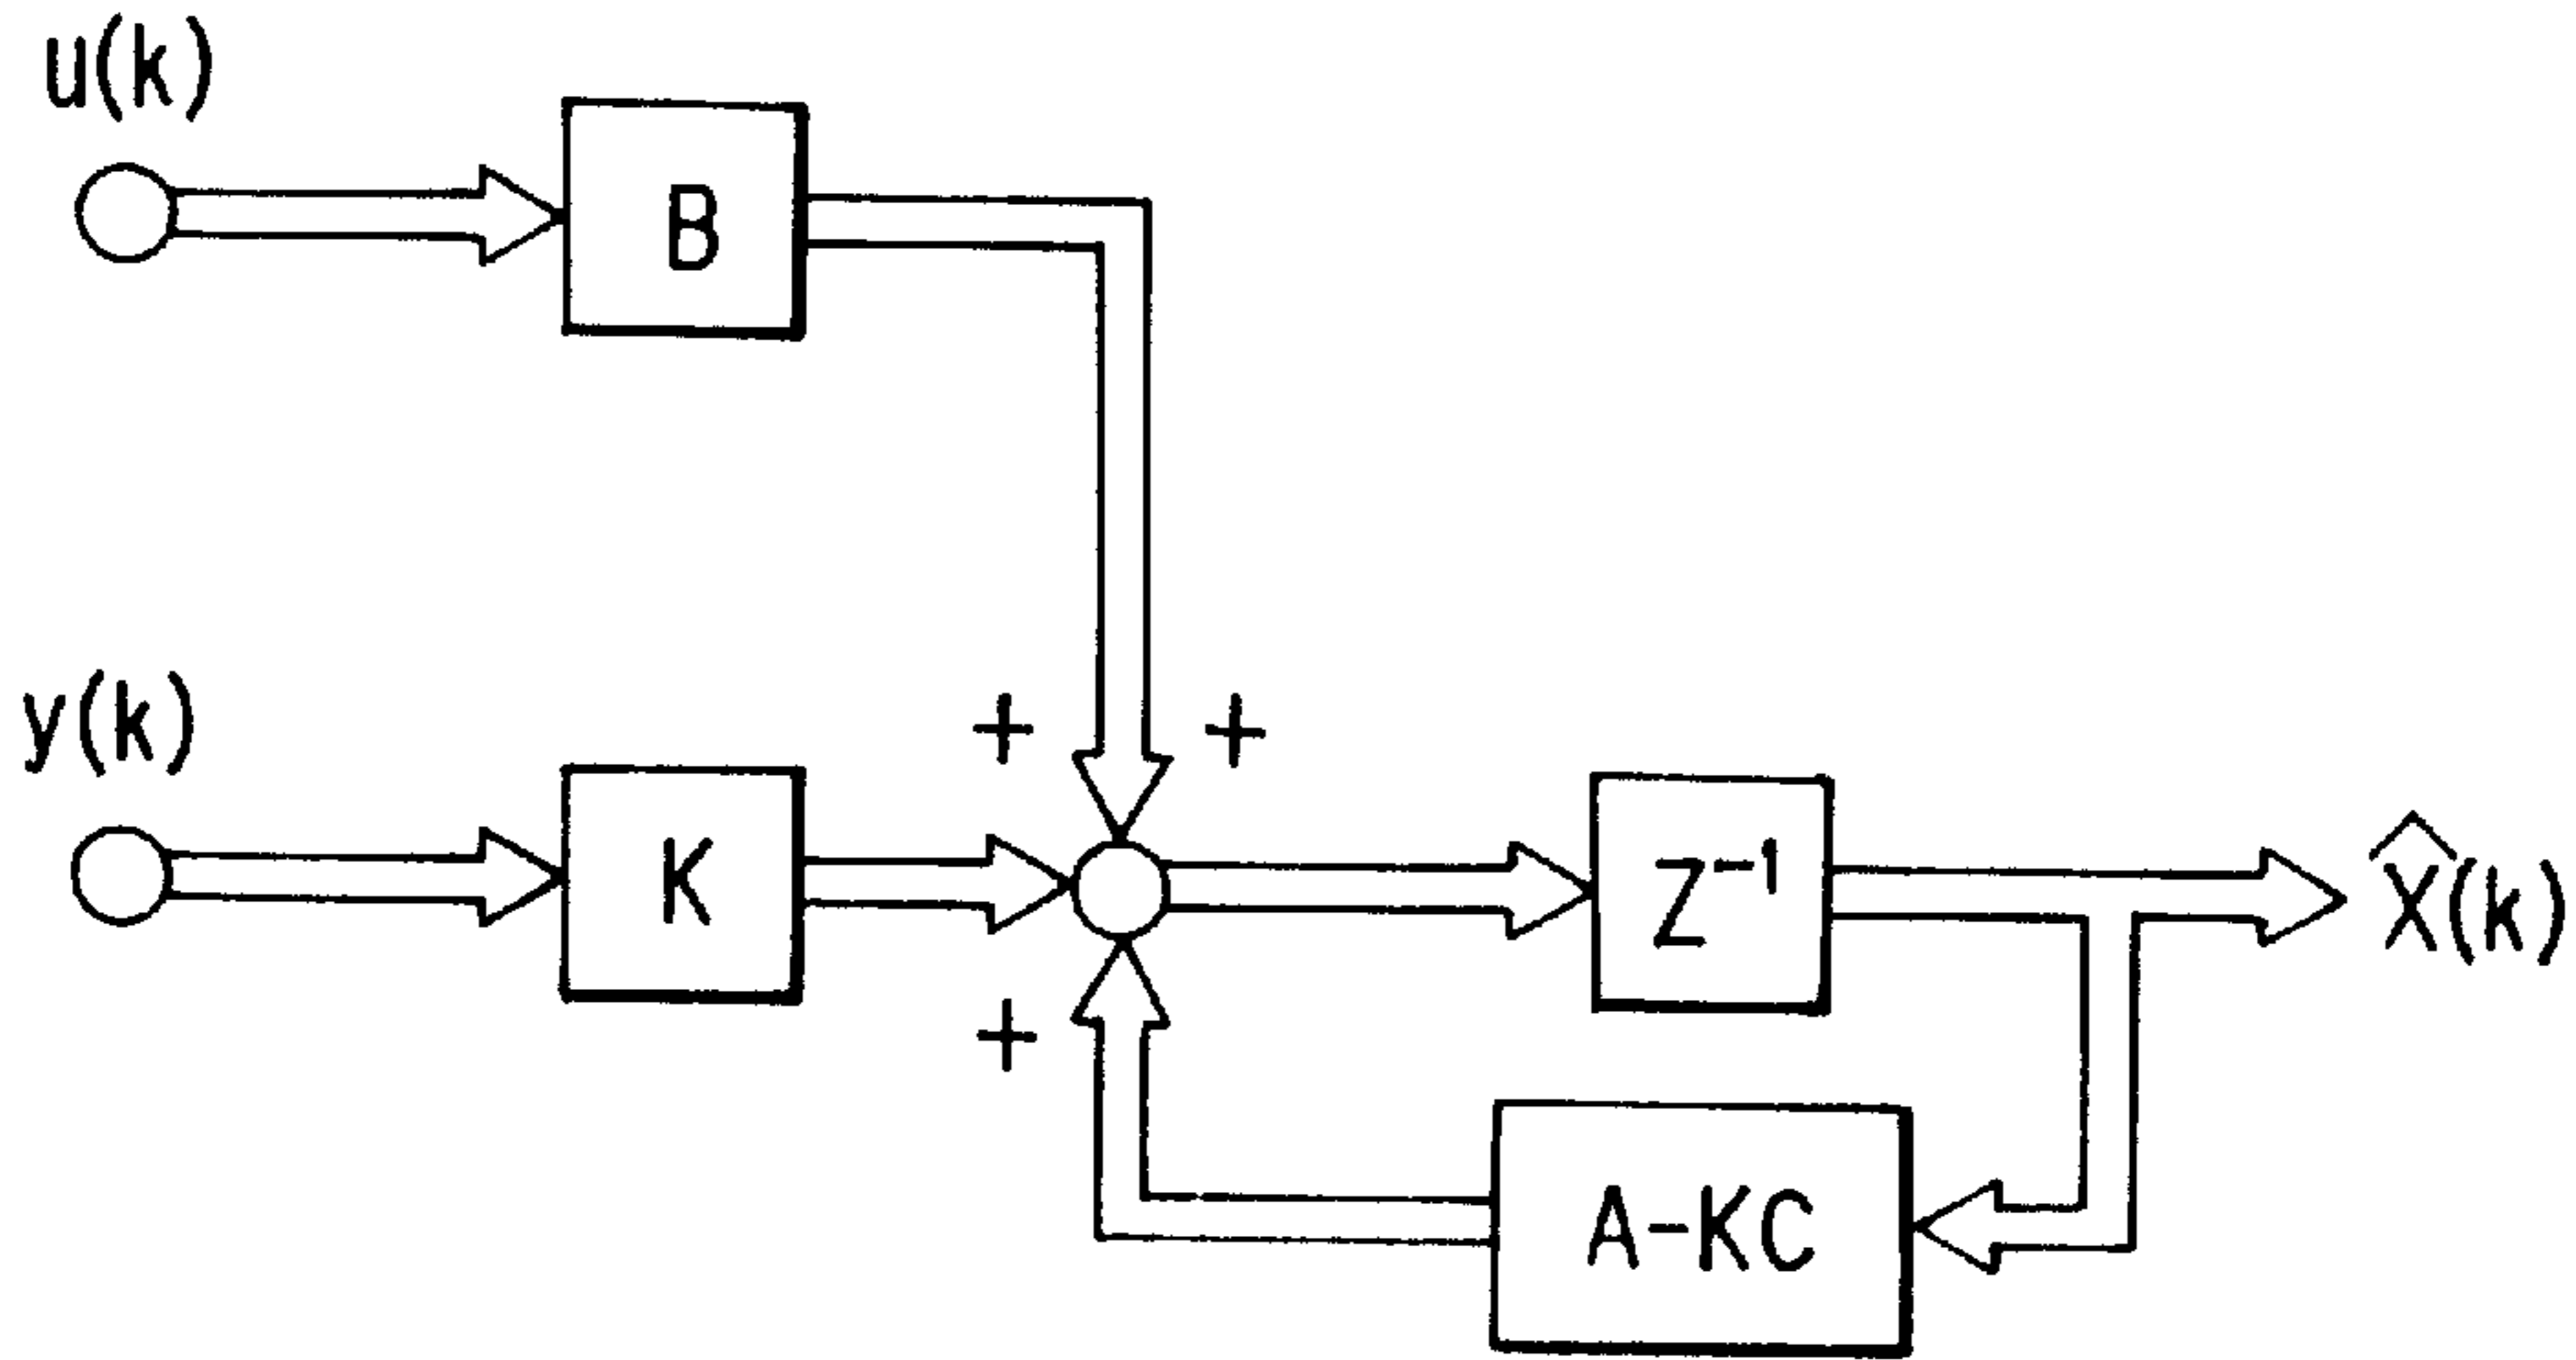 u(k)
B
y(k)
+ +
K
Z⁻¹
X̂(k)
+
A-KC